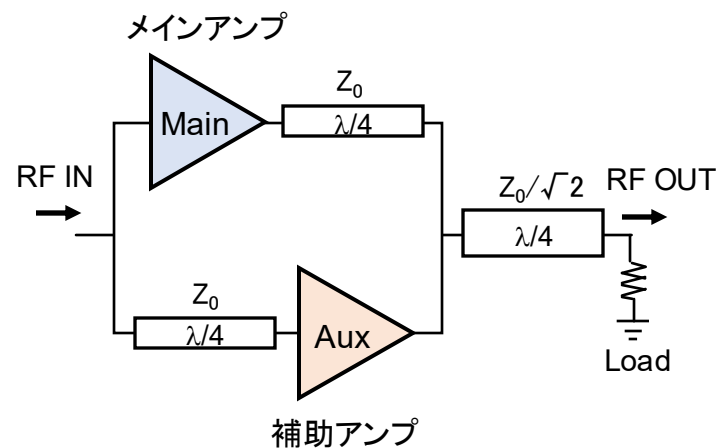 メインアンプ
Main
Z₀
λ/4
RF IN
Z₀/√2
λ/4
RF OUT
Z₀
λ/4
Aux
Load
補助アンプ